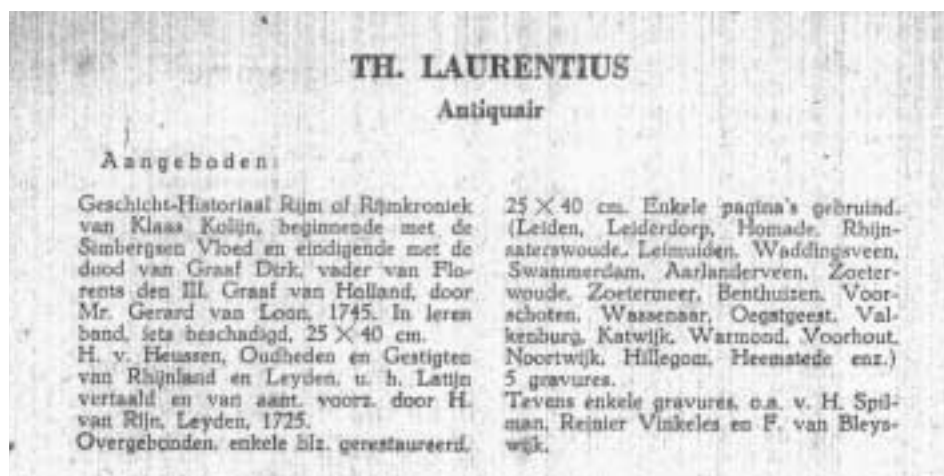 TH. LAURENTIUS
Antiquair
Aangeboden:
Geschicht-Historiaal Rijm of Rijmkroniek
van Klaas Kolijn, beginnende met de
Simbergsen Vloed en eindigende met de
dood van Graaf Dirk, vader van Flo-
rents den III, Graaf van Holland, door
Mr. Gerard van Loon, 1745. In leren
band, iets beschadigd, 25 × 40 cm.
H. v. Heussen, Oudheden en Gestigten
van Rhijnland en Leyden, u. h. Latijn
vertaald en van aant. voorz. door H.
van Rijn, Leyden, 1725.
Overgebonden, enkele blz. gerestaureerd,
25 × 40 cm. Enkele pagina's gebruind.
(Leiden, Leiderdorp, Homade, Rhijn-
saterswoude, Leimuiden, Waddingsveen,
Swammerdam, Aarlanderveen, Zoeter-
woude, Zoetermeer, Benthuizen, Voor-
schoten, Wassenaar, Oegstgeest, Val-
kenburg, Katwijk, Warmond, Voorhout,
Noortwijk, Hillegom, Heemstede enz.)
5 gravures.
Tevens enkele gravures, o.a. v. H. Spil-
man, Reinier Vinkeles en F. van Bleys-
wijk.